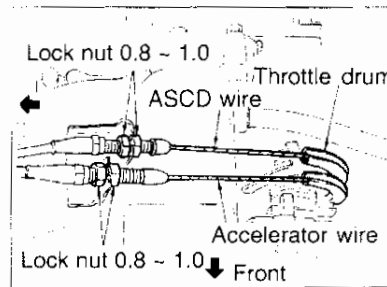 Lock nut 0.8 ~ 1.0
Throttle drum
ASCD wire
Accelerator wire
Lock nut 0.8 ~ 1.0
Front